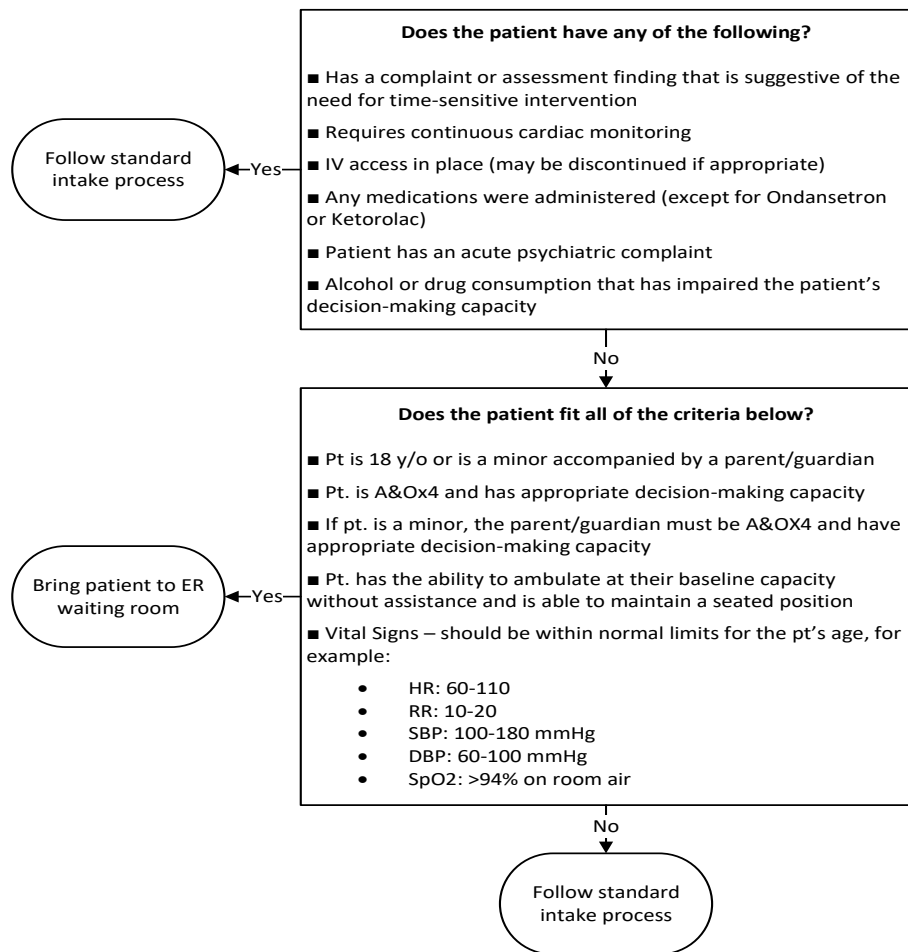 Does the patient have any of the following?
■ Has a complaint or assessment finding that is suggestive of the
need for time-sensitive intervention
■ Requires continuous cardiac monitoring
■ IV access in place (may be discontinued if appropriate)
■ Any medications were administered (except for Ondansetron
or Ketorolac)
■ Patient has an acute psychiatric complaint
■ Alcohol or drug consumption that has impaired the patient’s
decision-making capacity
Yes
Follow standard
intake process
No
Does the patient fit all of the criteria below?
■ Pt is 18 y/o or is a minor accompanied by a parent/guardian
■ Pt. is A&Ox4 and has appropriate decision-making capacity
■ If pt. is a minor, the parent/guardian must be A&OX4 and have
appropriate decision-making capacity
■ Pt. has the ability to ambulate at their baseline capacity
without assistance and is able to maintain a seated position
■ Vital Signs – should be within normal limits for the pt’s age, for
example:
• HR: 60-110
• RR: 10-20
• SBP: 100-180 mmHg
• DBP: 60-100 mmHg
• SpO2: >94% on room air
Yes
Bring patient to ER
waiting room
No
Follow standard
intake process